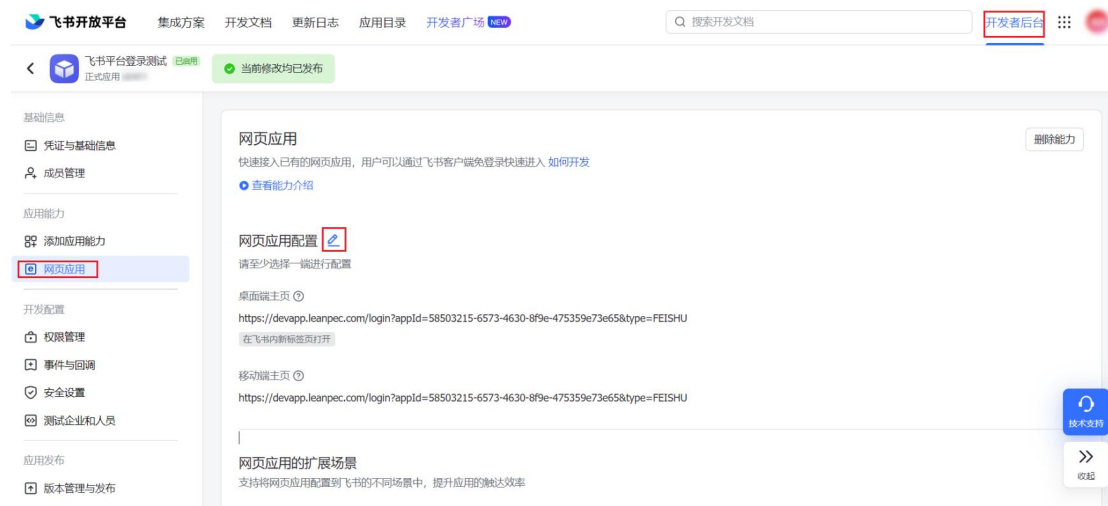 飞书开放平台 集成方案 开发文档 更新日志 应用目录 开发者广场 NEW 搜索开发文档 开发者后台
飞书平台登录测试 已启用
正式应用
当前修改均已发布
基础信息
凭证与基础信息
成员管理
应用能力
添加应用能力
网页应用
开发配置
权限管理
事件与回调
安全设置
测试企业和人员
应用发布
版本管理与发布
网页应用
删除能力
快速接入已有的网页应用，用户可以通过飞书客户端免登录快速进入 如何开发
查看能力介绍
网页应用配置
请至少选择一端进行配置
桌面端主页
https://devapp.leanpec.com/login?appId=58503215-6573-4630-8f9e-475359e73e65&type=FEISHU
在飞书内新标签页打开
移动端主页
https://devapp.leanpec.com/login?appId=58503215-6573-4630-8f9e-475359e73e65&type=FEISHU
网页应用的扩展场景
支持将网页应用配置到飞书的不同场景中，提升应用的触达效率
技术支持
收起